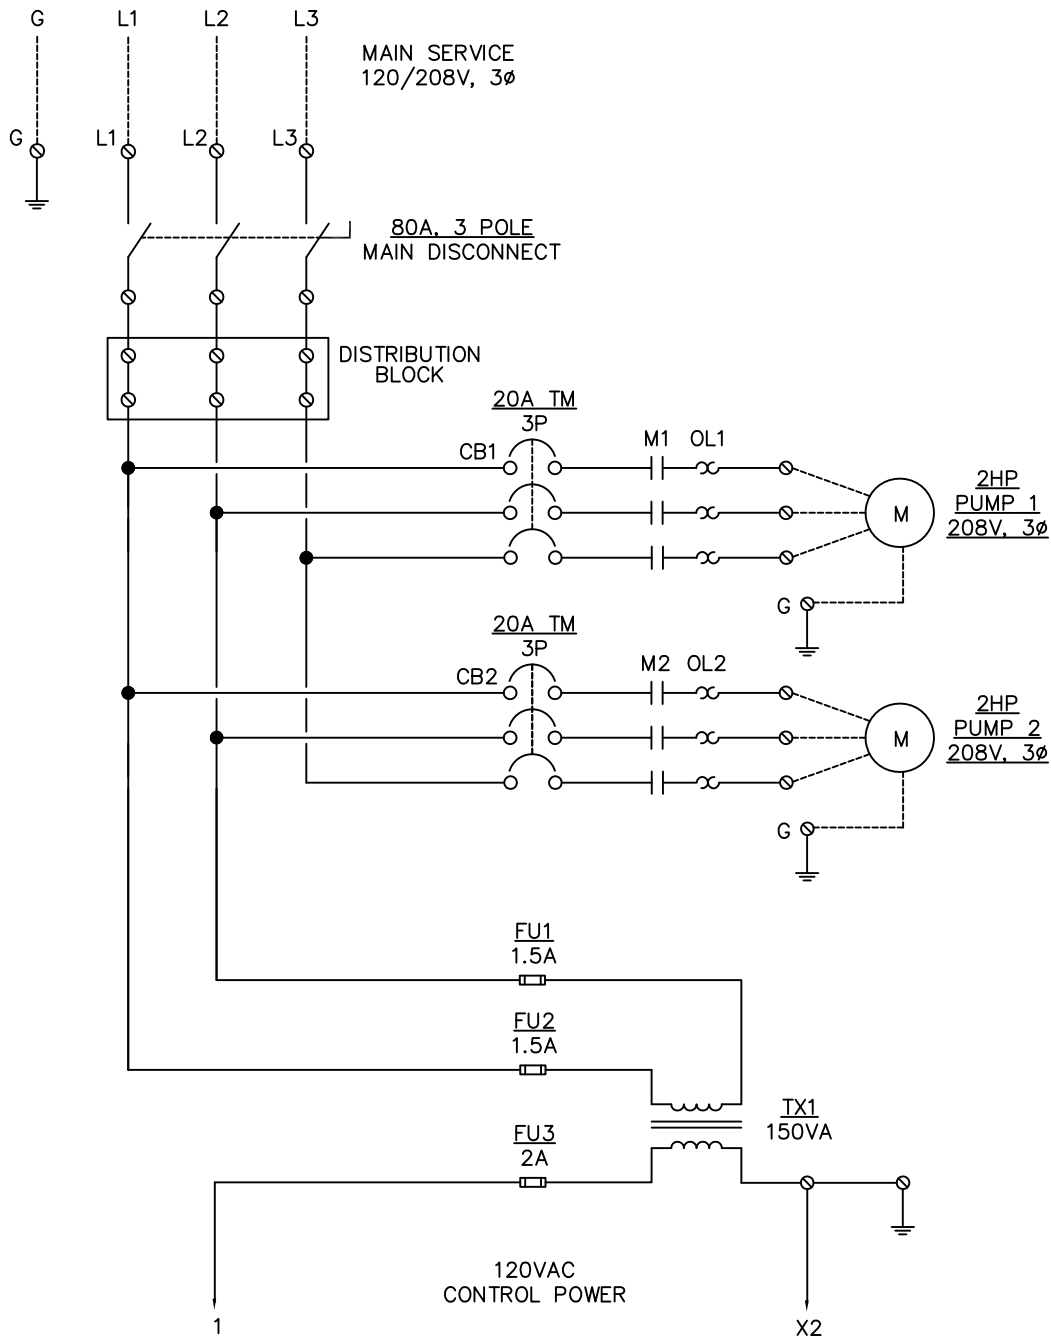 G L1 L2 L3
MAIN SERVICE
120/208V, 3ø
G L1 L2 L3
80A, 3 POLE
MAIN DISCONNECT
DISTRIBUTION
BLOCK
20A TM
3P
CB1
M1 OL1
M
2HP
PUMP 1
208V, 3ø
G
20A TM
3P
CB2
M2 OL2
M
2HP
PUMP 2
208V, 3ø
G
FU1
1.5A
FU2
1.5A
TX1
150VA
FU3
2A
120VAC
CONTROL POWER
1 X2